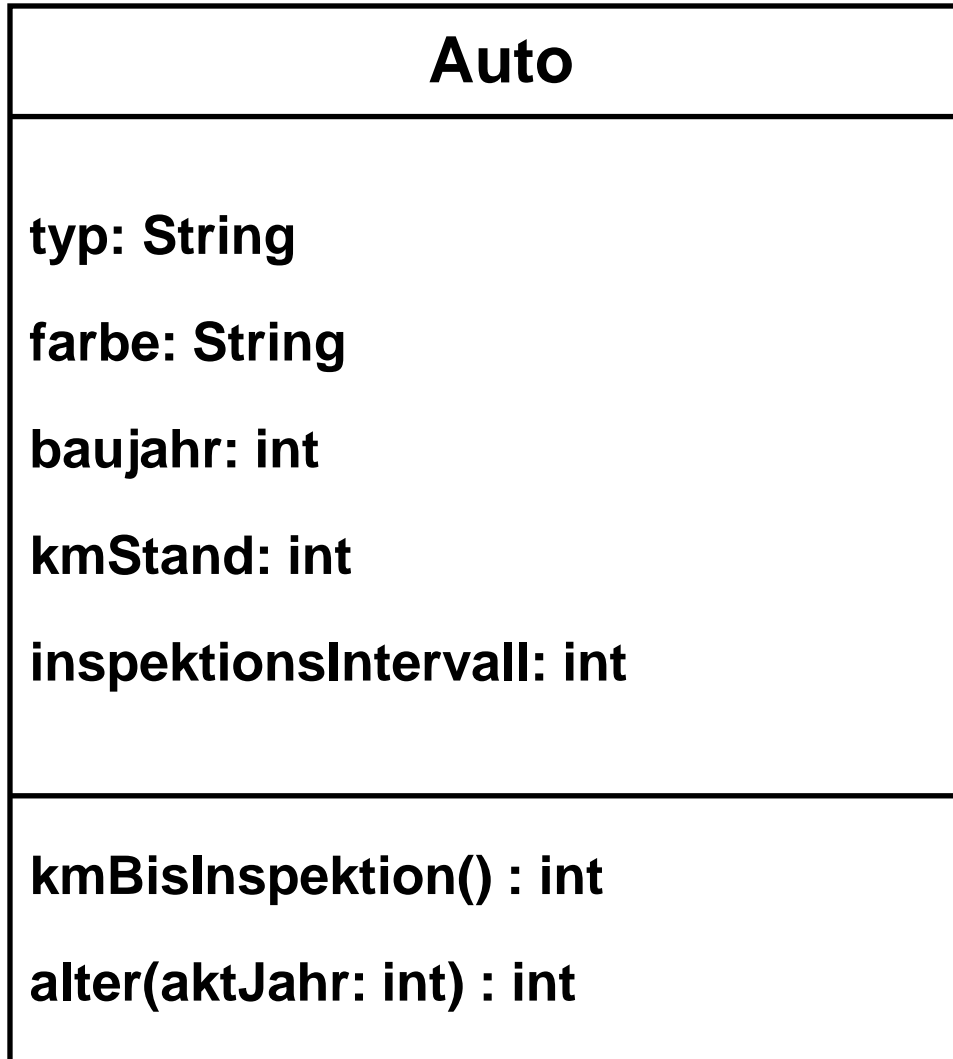 Auto
typ: String
farbe: String
baujahr: int
kmStand: int
inspektionsIntervall: int
kmBisInspektion() : int
alter(aktJahr: int) : int